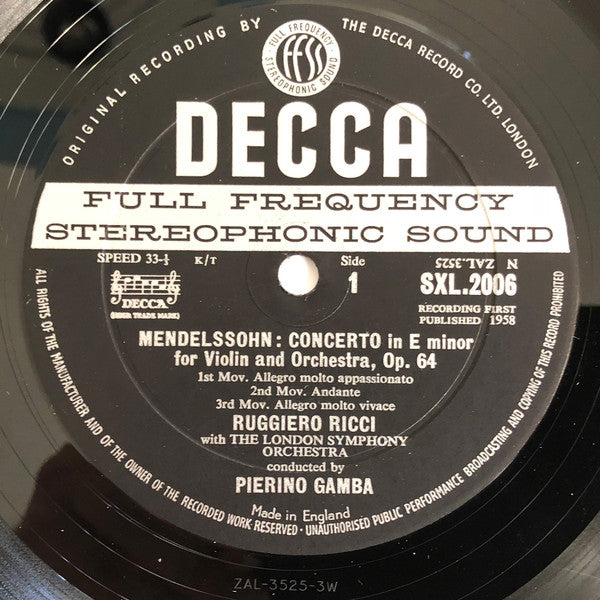 ORIGINAL RECORDING BY
FULL FREQUENCY
ffss
STEREOPHONIC SOUND
THE DECCA RECORD CO. LTD. LONDON
DECCA
FULL FREQUENCY
STEREOPHONIC SOUND
SPEED 33-⅓ K/T Side N ZAL.3525
1 SXL.2006
DECCA
(REGD TRADE MARK)
RECORDING FIRST
PUBLISHED 1958
MENDELSSOHN: CONCERTO in E minor
for Violin and Orchestra, Op. 64
1st Mov. Allegro molto appassionato
2nd Mov. Andante
3rd Mov. Allegro molto vivace
RUGGIERO RICCI
with THE LONDON SYMPHONY
ORCHESTRA
conducted by
PIERINO GAMBA
Made in England
ALL RIGHTS OF THE MANUFACTURER AND OF THE OWNER OF THE RECORDED WORK RESERVED · UNAUTHORISED PUBLIC PERFORMANCE BROADCASTING AND COPYING OF THIS RECORD PROHIBITED
ZAL-3525-3W